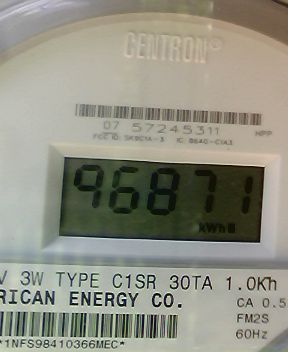 CENTRON®
07 57245311
HPP
96871
kWh
V 3W TYPE C1SR 30TA 1.0Kh
RICAN ENERGY CO.
CA 0.5
FM2S
60Hz
*1NFS98410366MEC*